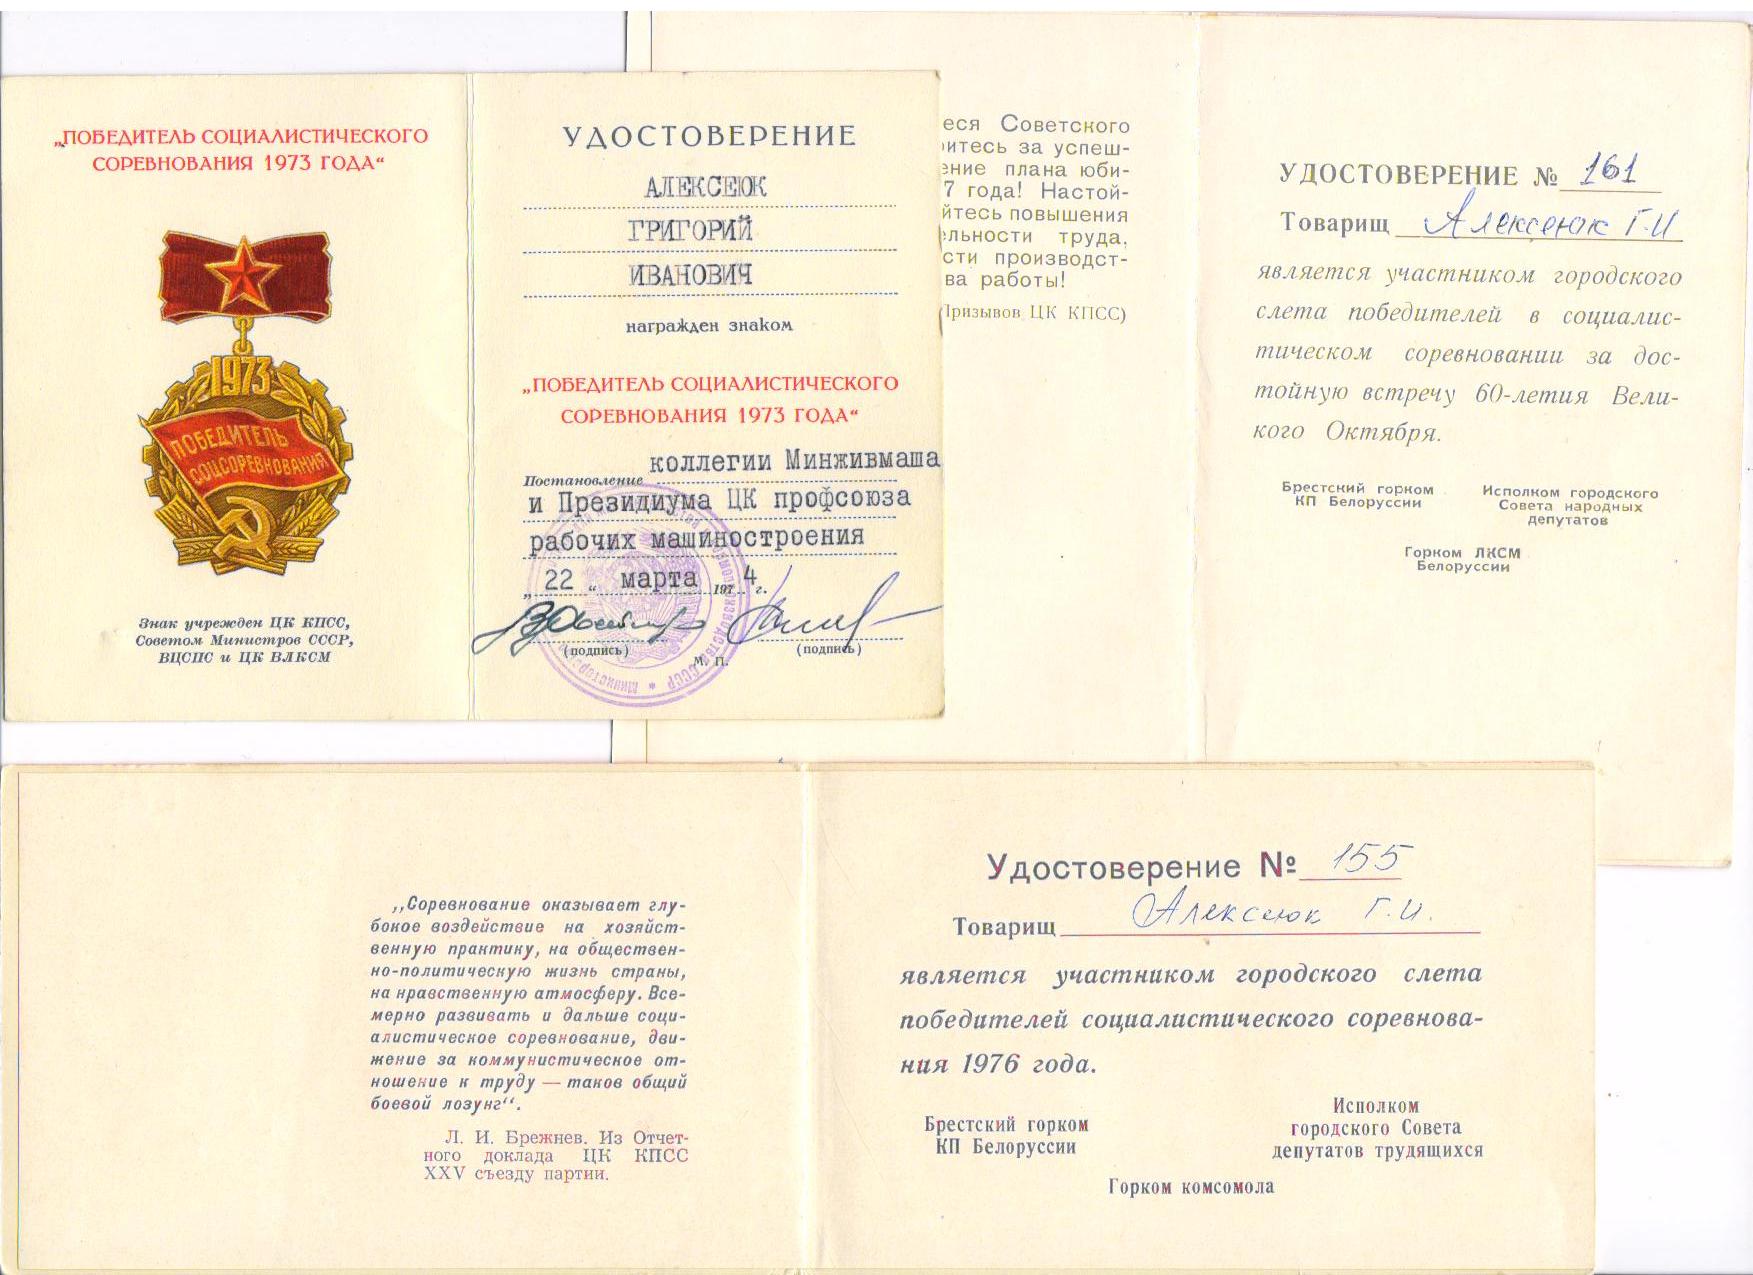 „ПОБЕДИТЕЛЬ СОЦИАЛИСТИЧЕСКОГО
СОРЕВНОВАНИЯ 1973 ГОДА“
1973
ПОБЕДИТЕЛЬ
СОЦСОРЕВНОВАНИЯ
Знак учрежден ЦК КПСС,
Советом Министров СССР,
ВЦСПС и ЦК ВЛКСМ
УДОСТОВЕРЕНИЕ
АЛЕКСЕЮК
ГРИГОРИЙ
ИВАНОВИЧ
награжден знаком
„ПОБЕДИТЕЛЬ СОЦИАЛИСТИЧЕСКОГО
СОРЕВНОВАНИЯ 1973 ГОДА“
Постановление коллегии Минживмаша
и Президиума ЦК профсоюза
рабочих машиностроения
„ 22 “ марта 1974 г.
(подпись) (подпись)
М. П.
еся Советского
итесь за успеш-
ение плана юби-
7 года! Настой-
йтесь повышения
льности труда,
сти производст-
ва работы!
Призывов ЦК КПСС)
УДОСТОВЕРЕНИЕ № 161
Товарищ Алексеюк Г.И
является участником городского
слета победителей в социалис-
тическом соревновании за дос-
тойную встречу 60-летия Вели-
кого Октября.
Брестский горком
КП Белоруссии
Исполком городского
Совета народных
депутатов
Горком ЛКСМ
Белоруссии
„Соревнование оказывает глу-
бокое воздействие на хозяйст-
венную практику, на обществен-
но-политическую жизнь страны,
на нравственную атмосферу. Все-
мерно развивать и дальше соци-
алистическое соревнование, дви-
жение за коммунистическое от-
ношение к труду — таков общий
боевой лозунг“.
Л. И. Брежнев. Из Отчет-
ного доклада ЦК КПСС
XXV съезду партии.
Удостоверение № 155
Товарищ Алексеюк Г.И.
является участником городского слета
победителей социалистического соревнова-
ния 1976 года.
Брестский горком
КП Белоруссии
Исполком
городского Совета
депутатов трудящихся
Горком комсомола